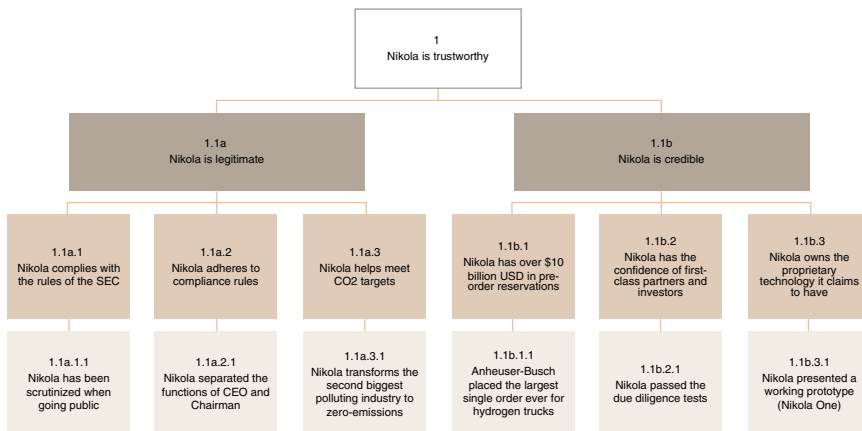 1
Nikola is trustworthy
1.1a
Nikola is legitimate
1.1b
Nikola is credible
1.1a.1
Nikola complies with
the rules of the SEC
1.1a.2
Nikola adheres to
compliance rules
1.1a.3
Nikola helps meet
CO2 targets
1.1b.1
Nikola has over $10
billion USD in pre-
order reservations
1.1b.2
Nikola has the
confidence of first-
class partners and
investors
1.1b.3
Nikola owns the
proprietary
technology it claims
to have
1.1a.1.1
Nikola has been
scrutinized when
going public
1.1a.2.1
Nikola separated the
functions of CEO and
Chairman
1.1a.3.1
Nikola transforms the
second biggest
polluting industry to
zero-emissions
1.1b.1.1
Anheuser-Busch
placed the largest
single order ever for
hydrogen trucks
1.1b.2.1
Nikola passed the
due diligence tests
1.1b.3.1
Nikola presented a
working prototype
(Nikola One)